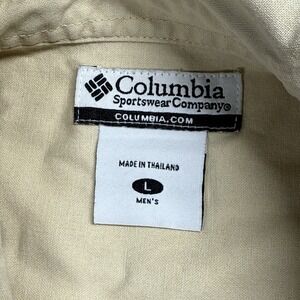 Columbia
Sportswear Company®
COLUMBIA.COM
MADE IN THAILAND
L
MEN'S